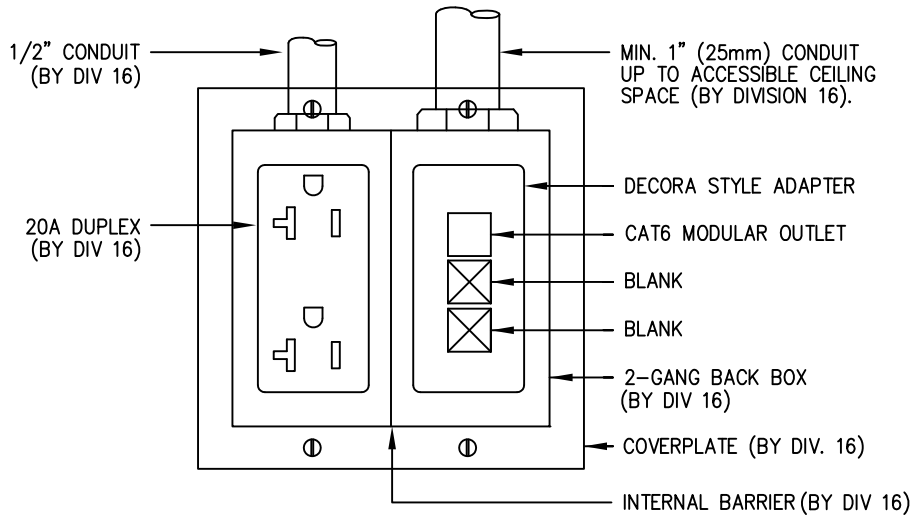 1/2" CONDUIT
(BY DIV 16)
20A DUPLEX
(BY DIV 16)
MIN. 1" (25mm) CONDUIT
UP TO ACCESSIBLE CEILING
SPACE (BY DIVISION 16).
DECORA STYLE ADAPTER
CAT6 MODULAR OUTLET
BLANK
BLANK
2-GANG BACK BOX
(BY DIV 16)
COVERPLATE (BY DIV. 16)
INTERNAL BARRIER (BY DIV 16)